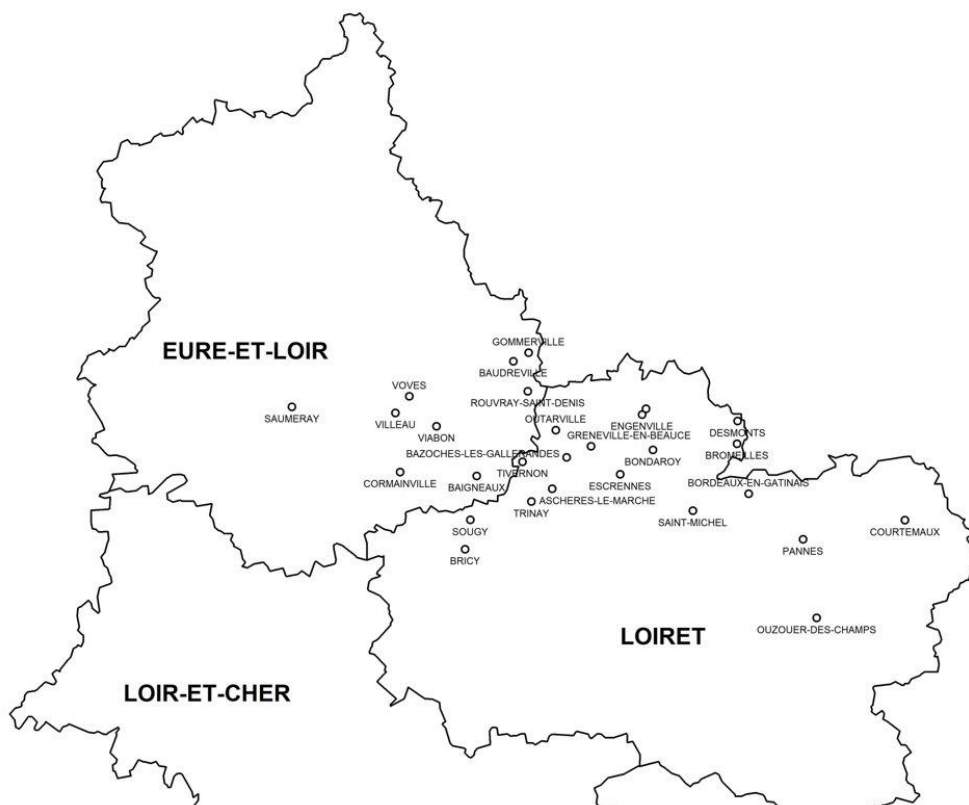 GOMMERVILLE
EURE-ET-LOIR
BAUDREVILLE
VOVES
ROUVRAY-SAINT-DENIS
SAUMERAY
VILLEAU
OUTARVILLE
ENGENVILLE
DESMONTS
VIABON
GRENEVILLE-EN-BEAUCE
BROMEILLES
BAZOCHES-LES-GALLERANDES
BONDAROY
TIVERNON
CORMAINVILLE
BAIGNEAUX
ESCRENNES
BORDEAUX-EN-GATINAIS
ASCHERES-LE-MARCHE
TRINAY
SAINT-MICHEL
SOUGY
COURTEMAUX
BRICY
PANNES
OUZOUER-DES-CHAMPS
LOIRET
LOIR-ET-CHER